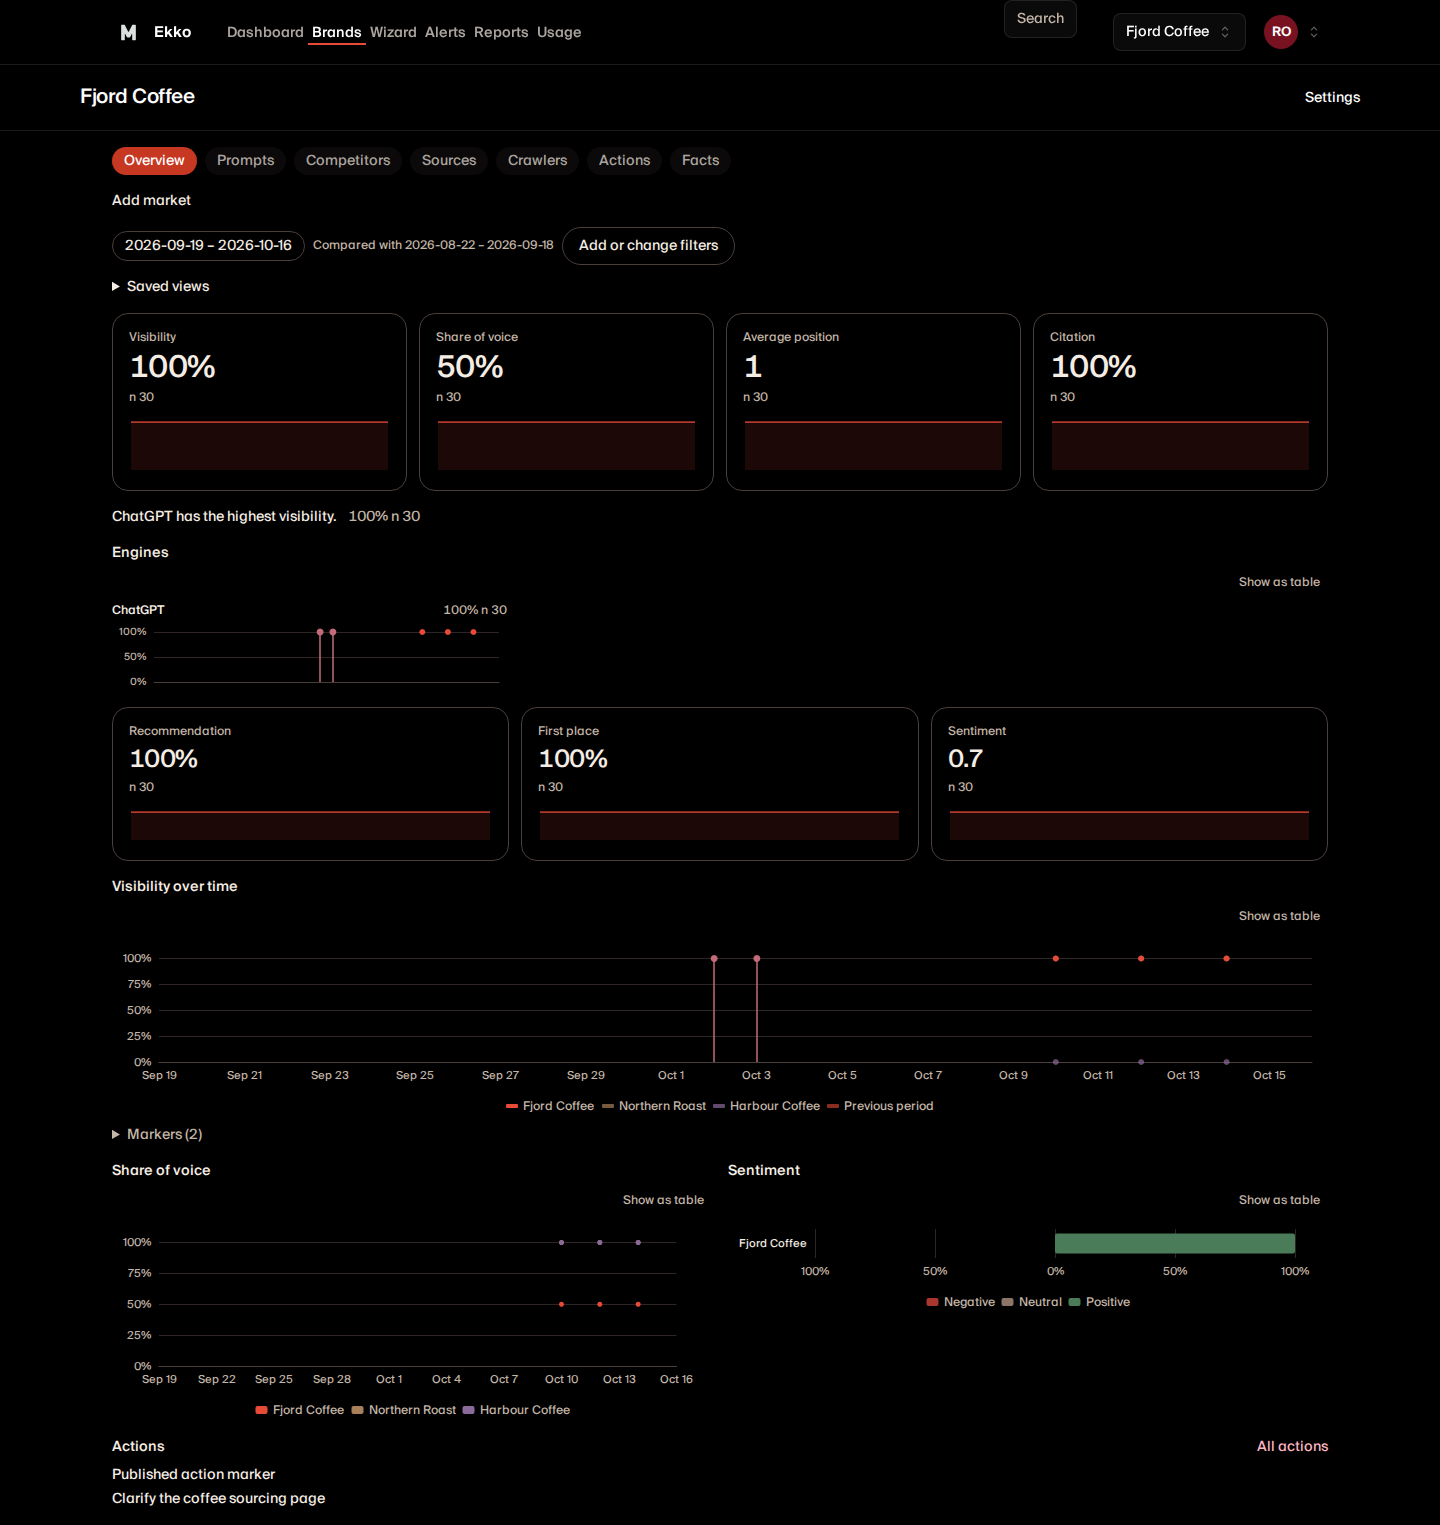 Ekko Dashboard Brands Wizard Alerts Reports Usage Search Fjord Coffee RO
Fjord Coffee Settings
Overview Prompts Competitors Sources Crawlers Actions Facts
Add market
2026-09-19 – 2026-10-16 Compared with 2026-08-22 – 2026-09-18 Add or change filters
Saved views
Visibility Share of voice Average position Citation
100% 50% 1 100%
n 30 n 30 n 30 n 30
ChatGPT has the highest visibility. 100% n 30
Engines
Show as table
ChatGPT 100% n 30
100%
50%
0%
Recommendation First place Sentiment
100% 100% 0.7
n 30 n 30 n 30
Visibility over time
Show as table
100%
75%
50%
25%
0%
Sep 19 Sep 21 Sep 23 Sep 25 Sep 27 Sep 29 Oct 1 Oct 3 Oct 5 Oct 7 Oct 9 Oct 11 Oct 13 Oct 15
Fjord Coffee Northern Roast Harbour Coffee Previous period
Markers (2)
Share of voice
Show as table
100%
75%
50%
25%
0%
Sep 19 Sep 22 Sep 25 Sep 28 Oct 1 Oct 4 Oct 7 Oct 10 Oct 13 Oct 16
Fjord Coffee Northern Roast Harbour Coffee
Sentiment
Show as table
Fjord Coffee
100% 50% 0% 50% 100%
Negative Neutral Positive
Actions All actions
Published action marker
Clarify the coffee sourcing page